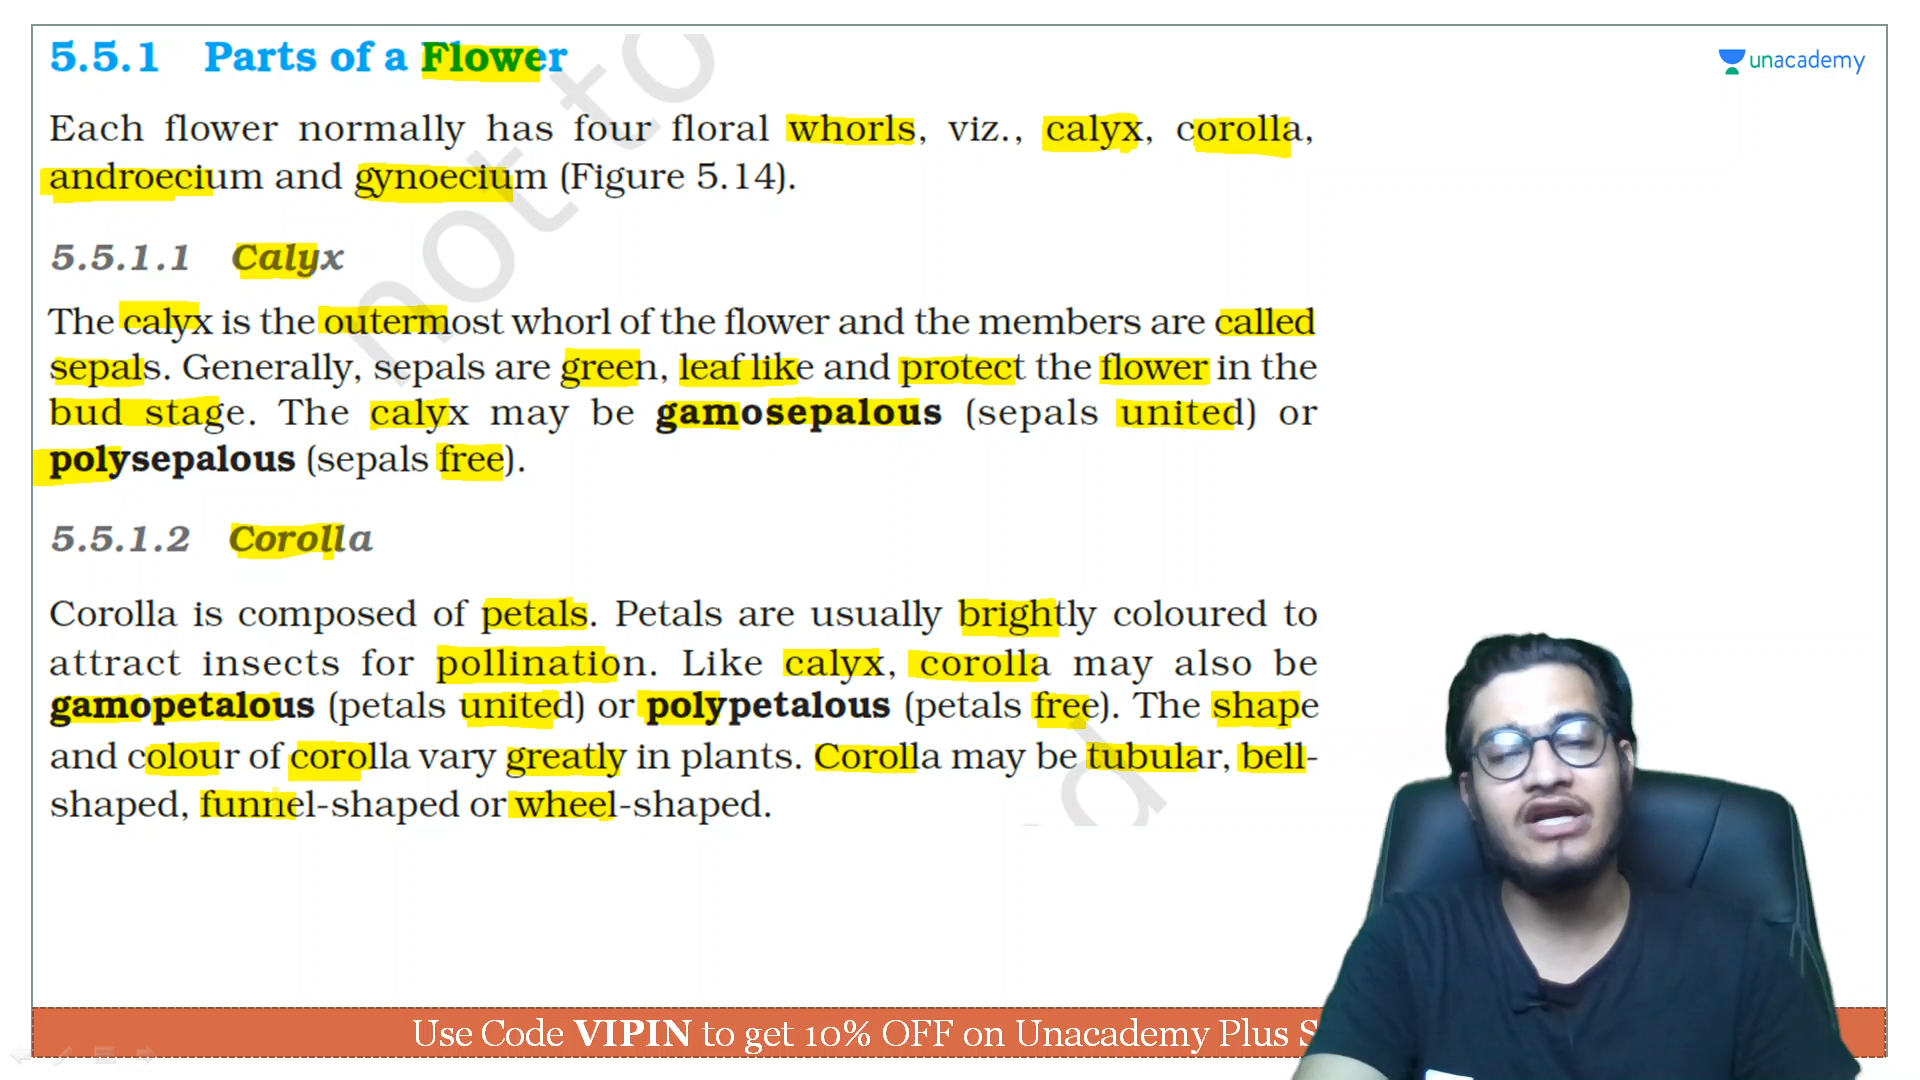 5.5.1 Parts of a Flower
unacademy
Each flower normally has four floral whorls, viz., calyx, corolla,
androecium and gynoecium (Figure 5.14).
5.5.1.1 Calyx
The calyx is the outermost whorl of the flower and the members are called
sepals. Generally, sepals are green, leaf like and protect the flower in the
bud stage. The calyx may be gamosepalous (sepals united) or
polysepalous (sepals free).
5.5.1.2 Corolla
Corolla is composed of petals. Petals are usually brightly coloured to
attract insects for pollination. Like calyx, corolla may also be
gamopetalous (petals united) or polypetalous (petals free). The shape
and colour of corolla vary greatly in plants. Corolla may be tubular, bell-
shaped, funnel-shaped or wheel-shaped.
not to
d
Use Code VIPIN to get 10% OFF on Unacademy Plus S